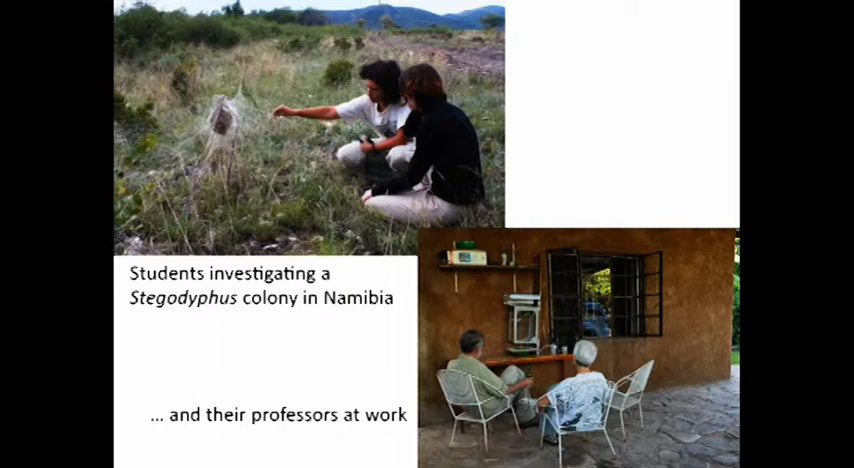 Students investigating a
Stegodyphus colony in Namibia
... and their professors at work